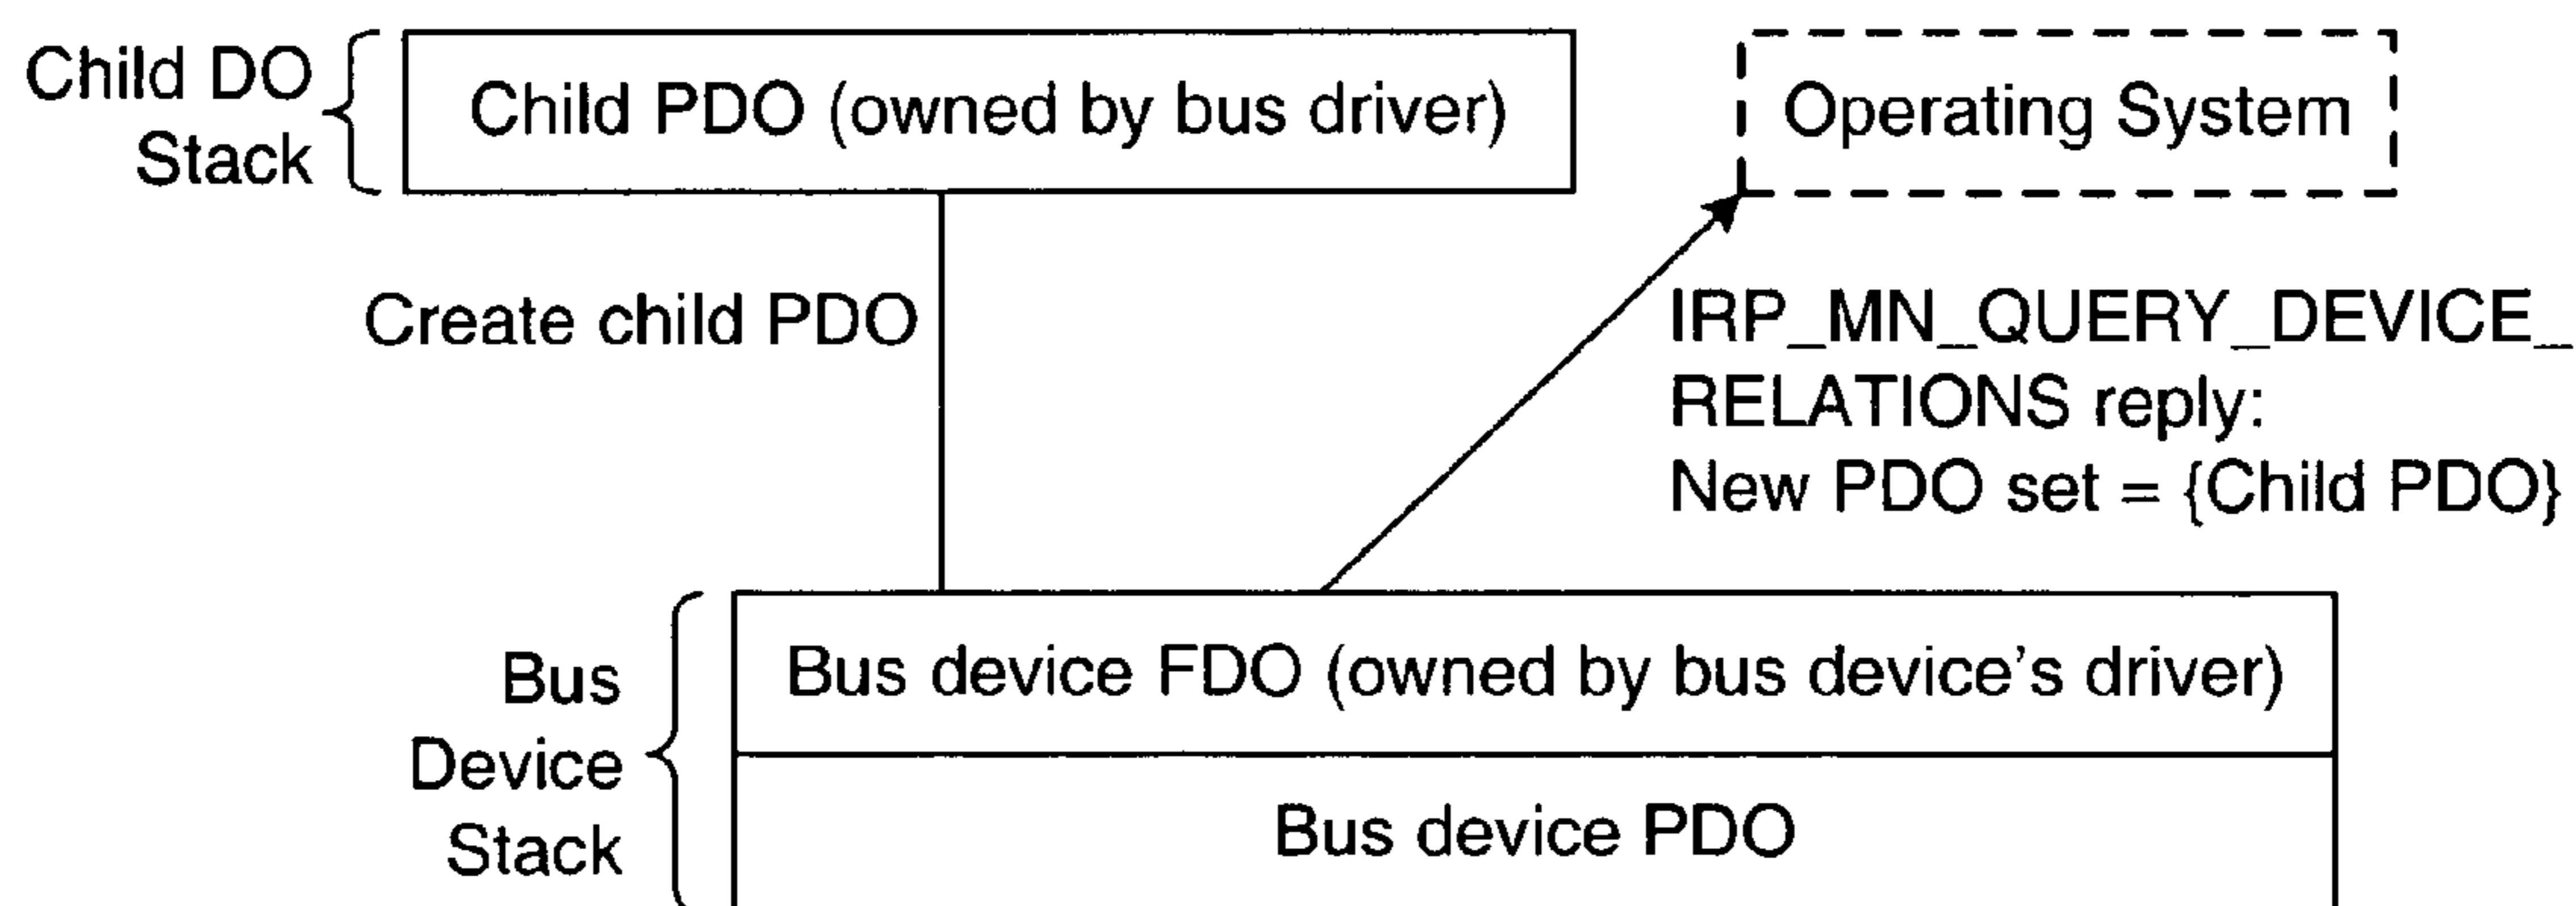 Child DO
Stack
Child PDO (owned by bus driver)
Operating System
Create child PDO
IRP_MN_QUERY_DEVICE_
RELATIONS reply:
New PDO set = {Child PDO}
Bus
Device
Stack
Bus device FDO (owned by bus device's driver)
Bus device PDO